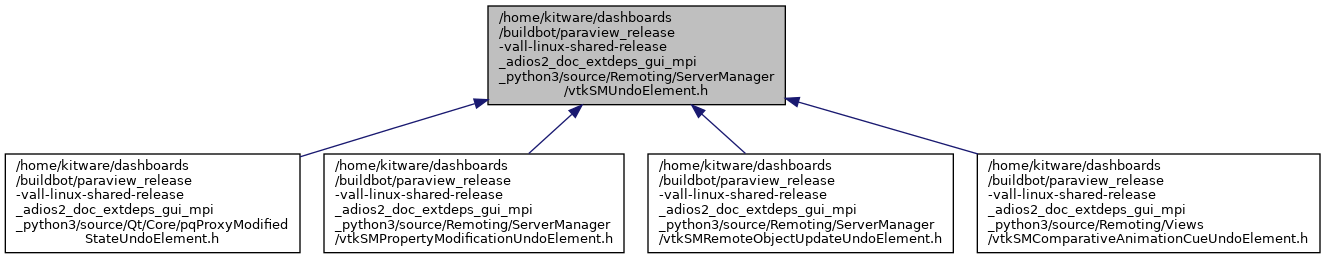 /home/kitware/dashboards
/buildbot/paraview_release
-vall-linux-shared-release
_adios2_doc_extdeps_gui_mpi
_python3/source/Remoting/ServerManager
/vtkSMUndoElement.h
/home/kitware/dashboards
/buildbot/paraview_release
-vall-linux-shared-release
_adios2_doc_extdeps_gui_mpi
_python3/source/Qt/Core/pqProxyModified
StateUndoElement.h
/home/kitware/dashboards
/buildbot/paraview_release
-vall-linux-shared-release
_adios2_doc_extdeps_gui_mpi
_python3/source/Remoting/ServerManager
/vtkSMPropertyModificationUndoElement.h
/home/kitware/dashboards
/buildbot/paraview_release
-vall-linux-shared-release
_adios2_doc_extdeps_gui_mpi
_python3/source/Remoting/ServerManager
/vtkSMRemoteObjectUpdateUndoElement.h
/home/kitware/dashboards
/buildbot/paraview_release
-vall-linux-shared-release
_adios2_doc_extdeps_gui_mpi
_python3/source/Remoting/Views
/vtkSMComparativeAnimationCueUndoElement.h